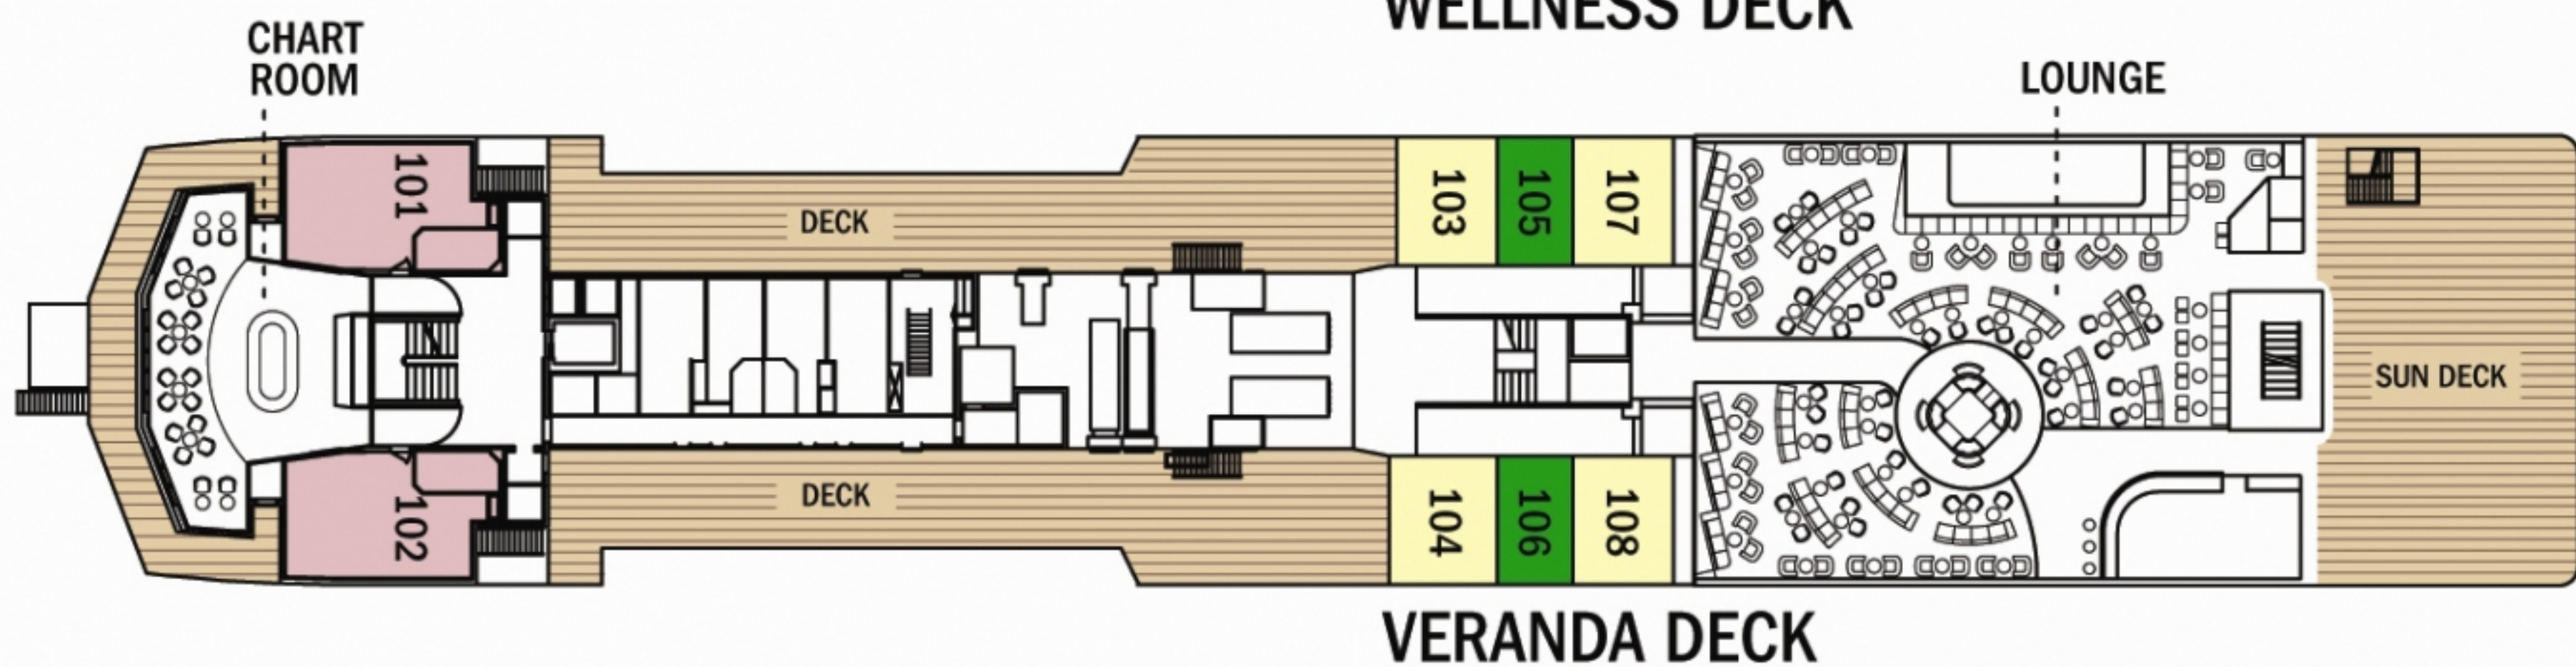 WELLNESS DECK
CHART
ROOM
LOUNGE
101
103
105
107
DECK
SUN DECK
DECK
102
104
106
108
VERANDA DECK